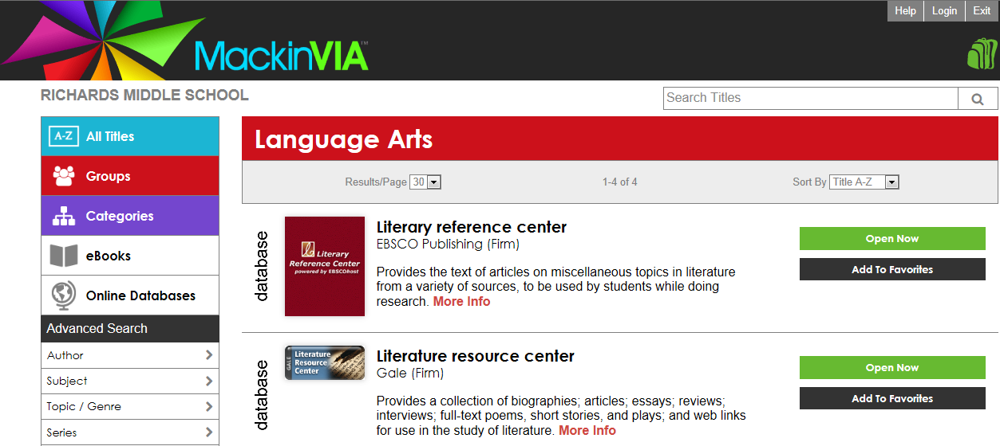 Help Login Exit
MackinVIA™
RICHARDS MIDDLE SCHOOL
Search Titles
A-Z All Titles
Groups
Categories
eBooks
Online Databases
Advanced Search
Author
Subject
Topic / Genre
Series
Language Arts
Results/Page 30 1-4 of 4 Sort By Title A-Z
database
Literary
Reference Center
powered by EBSCOhost
Literary reference center
EBSCO Publishing (Firm)
Provides the text of articles on miscellaneous topics in literature
from a variety of sources, to be used by students while doing
research. More Info
Open Now
Add To Favorites
database
GALE
Literature
Resource
Center
Literature resource center
Gale (Firm)
Provides a collection of biographies; articles; essays; reviews;
interviews; full-text poems, short stories, and plays; and web links
for use in the study of literature. More Info
Open Now
Add To Favorites